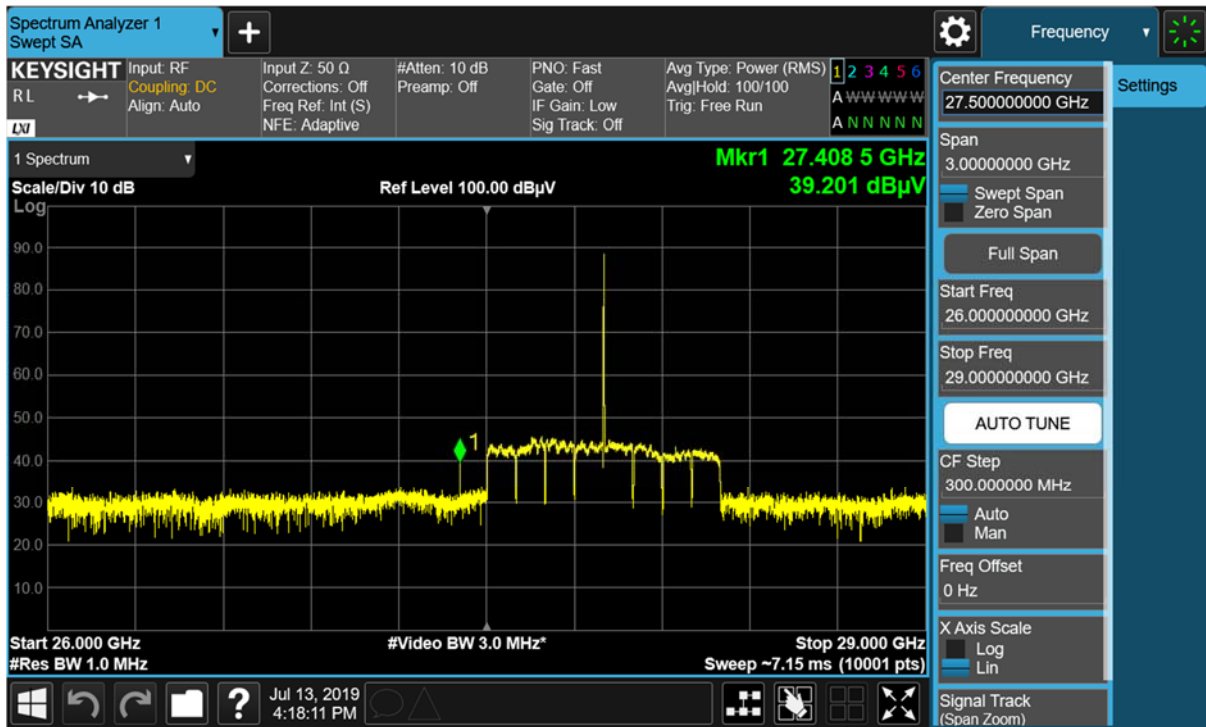 Spectrum Analyzer 1
Swept SA
Frequency
KEYSIGHT
R L
LXI
Input: RF
Coupling: DC
Align: Auto
Input Z: 50 Ω
Corrections: Off
Freq Ref: Int (S)
NFE: Adaptive
#Atten: 10 dB
Preamp: Off
PNO: Fast
Gate: Off
IF Gain: Low
Sig Track: Off
Avg Type: Power (RMS)
Avg|Hold: 100/100
Trig: Free Run
1 2 3 4 5 6
A W W W W W
A N N N N N
Center Frequency
27.500000000 GHz
Settings
Span
3.00000000 GHz
Swept Span
Zero Span
Full Span
Start Freq
26.000000000 GHz
Stop Freq
29.000000000 GHz
AUTO TUNE
CF Step
300.000000 MHz
Auto
Man
Freq Offset
0 Hz
X Axis Scale
Log
Lin
Signal Track
(Span Zoom)
1 Spectrum
Mkr1 27.408 5 GHz
39.201 dBµV
Scale/Div 10 dB
Ref Level 100.00 dBµV
Log
90.0
80.0
70.0
60.0
50.0
40.0
30.0
20.0
10.0
1
Start 26.000 GHz
#Video BW 3.0 MHz*
Stop 29.000 GHz
#Res BW 1.0 MHz
Sweep ~7.15 ms (10001 pts)
?
Jul 13, 2019
4:18:11 PM